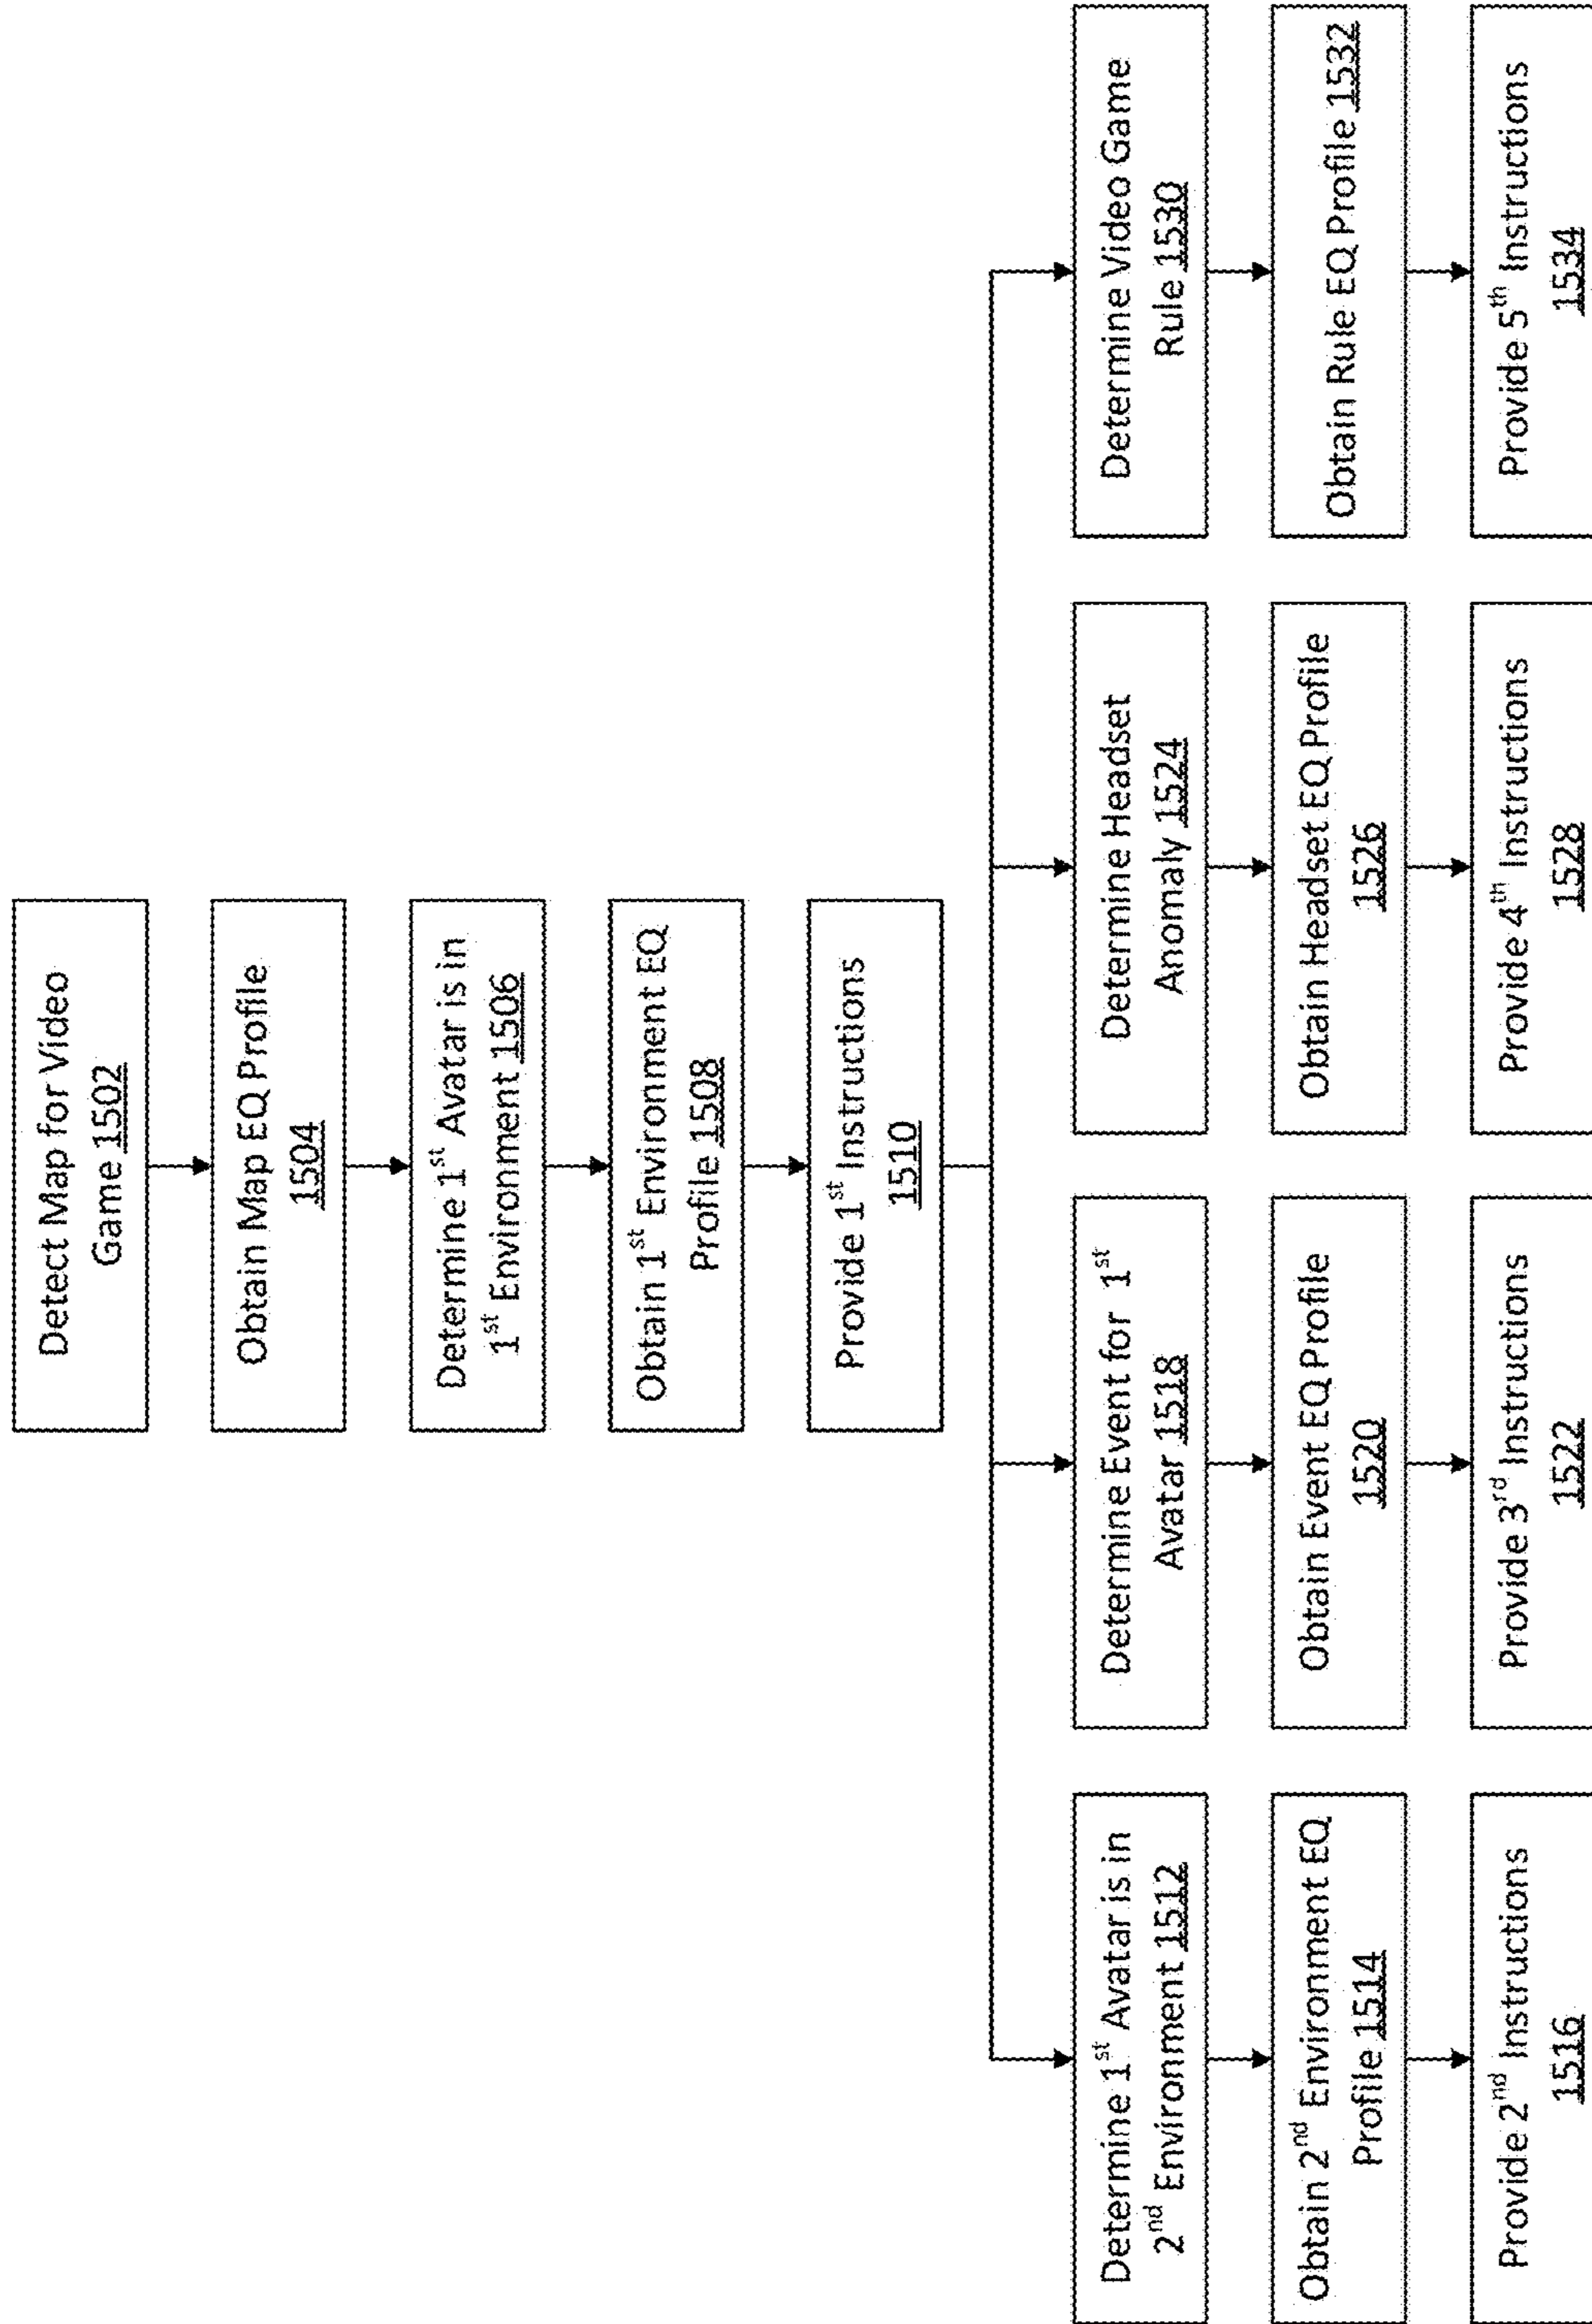 Detect Map for Video
Game 1502
Obtain Map EQ Profile
1504
Determine 1st Avatar is in
1st Environment 1506
Obtain 1st Environment EQ
Profile 1508
Provide 1st Instructions
1510
Determine 1st Avatar is in
2nd Environment 1512
Obtain 2nd Environment EQ
Profile 1514
Provide 2nd Instructions
1516
Determine Event for 1st
Avatar 1518
Obtain Event EQ Profile
1520
Provide 3rd Instructions
1522
Determine Headset
Anomaly 1524
Obtain Headset EQ Profile
1526
Provide 4th Instructions
1528
Determine Video Game
Rule 1530
Obtain Rule EQ Profile 1532
Provide 5th Instructions
1534